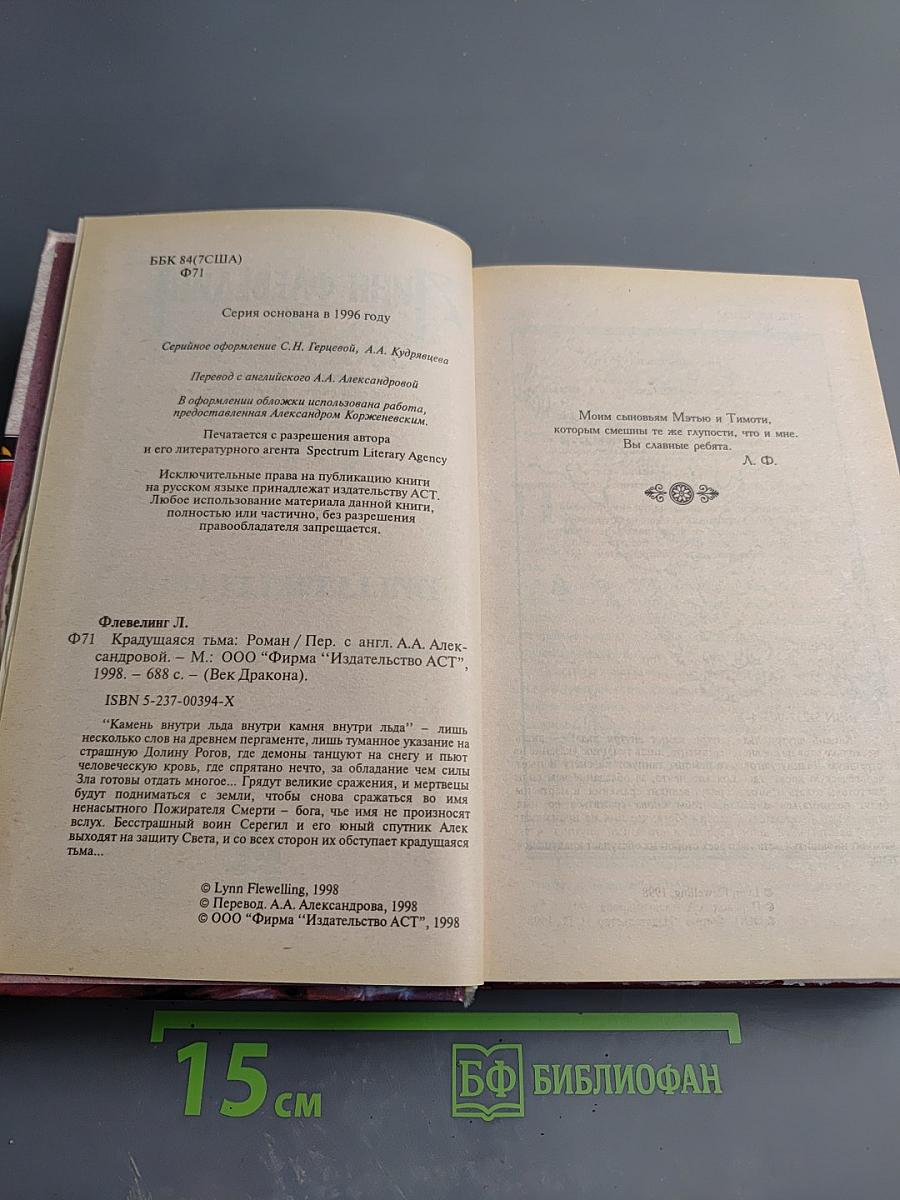 ББК 84(7США)
Ф71
Серия основана в 1996 году
Серийное оформление С.Н. Герцевой, А.А. Кудрявцева
Перевод с английского А.А. Александровой
В оформлении обложки использована работа,
предоставленная Александром Корженевским.
Печатается с разрешения автора
и его литературного агента Spectrum Literary Agency
Исключительные права на публикацию книги
на русском языке принадлежат издательству АСТ.
Любое использование материала данной книги,
полностью или частично, без разрешения
правообладателя запрещается.
Флевелинг Л.
Ф71 Крадущаяся тьма: Роман / Пер. с англ. А.А. Алек-
сандровой. – М.: ООО "Фирма "Издательство АСТ",
1998. – 688 с. – (Век Дракона).
ISBN 5-237-00394-X
"Камень внутри льда внутри камня внутри льда" – лишь
несколько слов на древнем пергаменте, лишь туманное указание на
страшную Долину Рогов, где демоны танцуют на снегу и пьют
человеческую кровь, где спрятано нечто, за обладание чем силы
Зла готовы отдать многое... Грядут великие сражения, и мертвецы
будут подниматься с земли, чтобы снова сражаться во имя
ненасытного Пожирателя Смерти – бога, чье имя не произносят
вслух. Бесстрашный воин Серегил и его юный спутник Алек
выходят на защиту Света, и со всех сторон их обступает крадущаяся
тьма...
© Lynn Flewelling, 1998
© Перевод. А.А. Александрова, 1998
© ООО "Фирма "Издательство АСТ", 1998
Моим сыновьям Мэтью и Тимоти,
которым смешны те же глупости, что и мне.
Вы славные ребята.
Л. Ф.
15 см
БФ БИБЛИОФАН